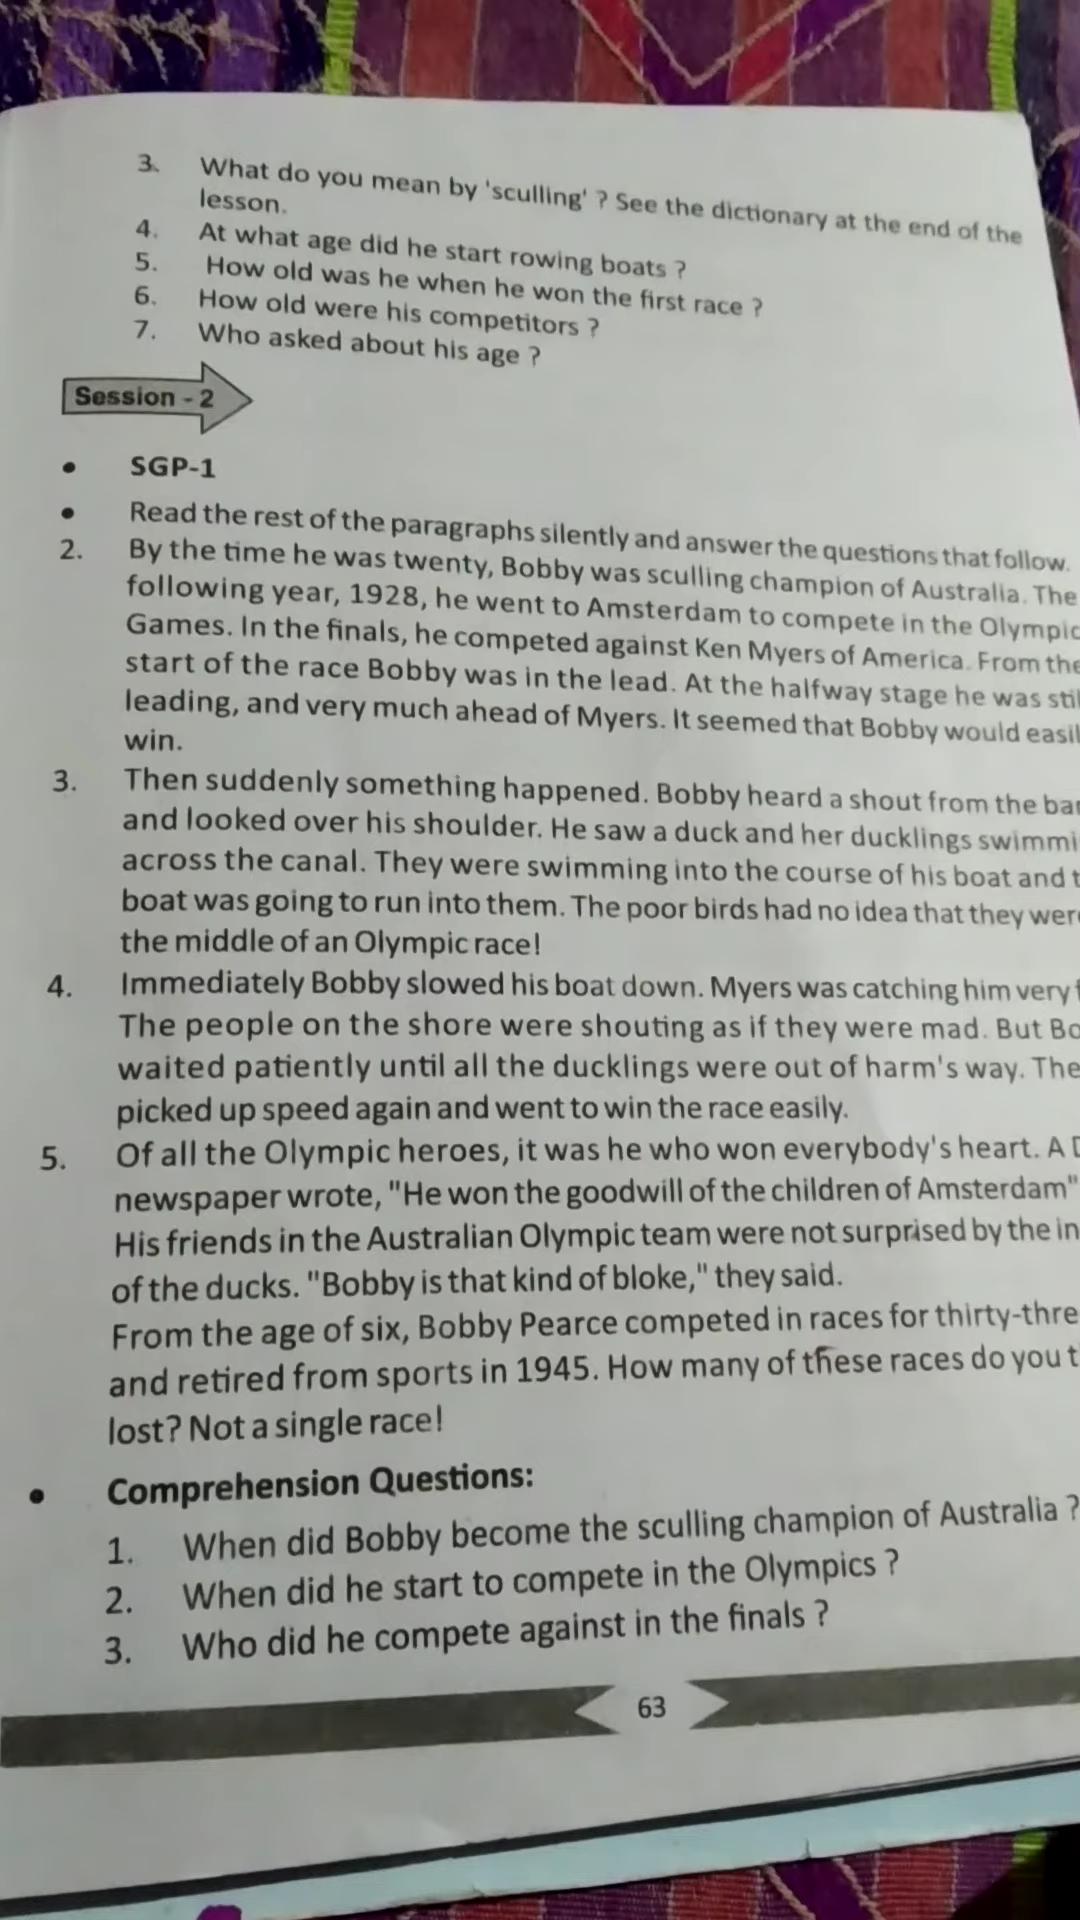 3. What do you mean by 'sculling' ? See the dictionary at the end of the
lesson.
4. At what age did he start rowing boats ?
5. How old was he when he won the first race ?
6. How old were his competitors ?
7. Who asked about his age ?
Session - 2
• SGP-1
• Read the rest of the paragraphs silently and answer the questions that follow.
2. By the time he was twenty, Bobby was sculling champion of Australia. The
following year, 1928, he went to Amsterdam to compete in the Olympic
Games. In the finals, he competed against Ken Myers of America. From the
start of the race Bobby was in the lead. At the halfway stage he was
leading, and very much ahead of Myers. It seemed that Bobby would
win.
3. Then suddenly something happened. Bobby heard a shout from the
and looked over his shoulder. He saw a duck and her ducklings
across the canal. They were swimming into the course of his boat and
boat was going to run into them. The poor birds had no idea that they
the middle of an Olympic race!
4. Immediately Bobby slowed his boat down. Myers was catching him very
The people on the shore were shouting as if they were mad. But
waited patiently until all the ducklings were out of harm's way.
picked up speed again and went to win the race easily.
5. Of all the Olympic heroes, it was he who won everybody's heart. A
newspaper wrote, "He won the goodwill of the children of Amsterdam"
His friends in the Australian Olympic team were not surprised by the
of the ducks. "Bobby is that kind of bloke," they said.
From the age of six, Bobby Pearce competed in races for
and retired from sports in 1945. How many of these races do you
lost? Not a single race!
• Comprehension Questions:
1. When did Bobby become the sculling champion of Australia ?
2. When did he start to compete in the Olympics ?
3. Who did he compete against in the finals ?
63